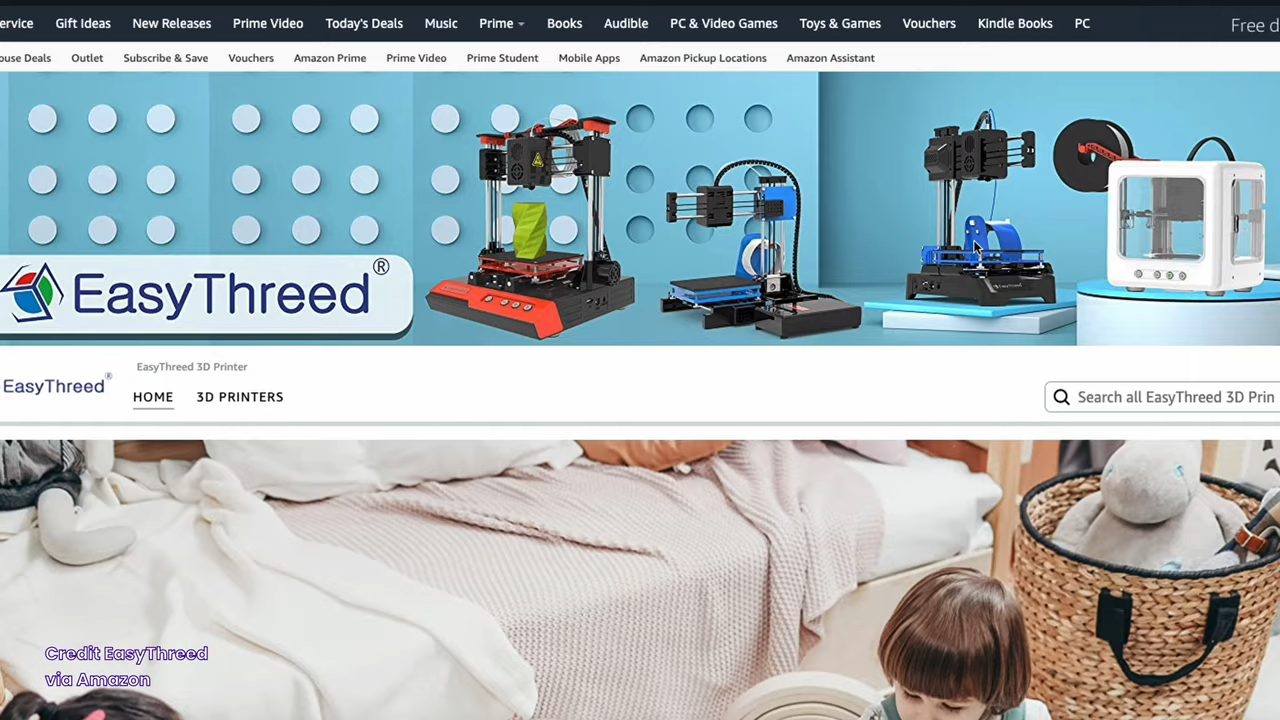 ervice Gift Ideas New Releases Prime Video Today's Deals Music Prime Books Audible PC & Video Games Toys & Games Vouchers Kindle Books PC Free d
ouse Deals Outlet Subscribe & Save Vouchers Amazon Prime Prime Video Prime Student Mobile Apps Amazon Pickup Locations Amazon Assistant
EasyThreed®
EasyThreed
EasyThreed 3D Printer
EasyThreed®
HOME 3D PRINTERS
Search all EasyThreed 3D Prin
Credit EasyThreed
via Amazon